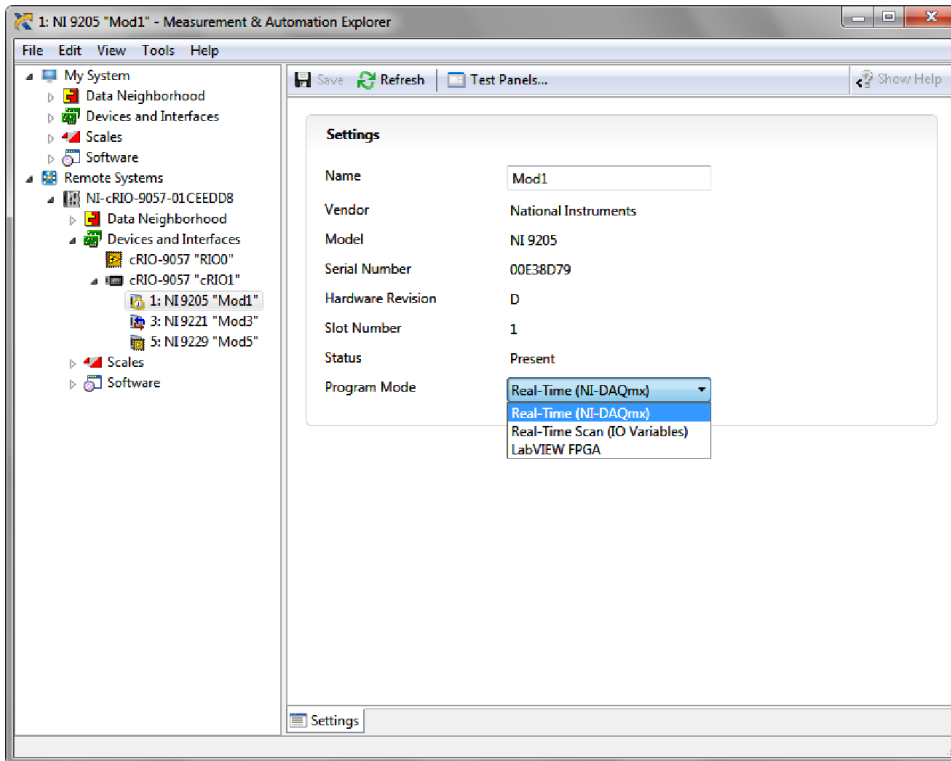 1: NI 9205 "Mod1" - Measurement & Automation Explorer
File Edit View Tools Help
My System
Data Neighborhood
Devices and Interfaces
Scales
Software
Remote Systems
NI-cRIO-9057-01CEEDD8
Data Neighborhood
Devices and Interfaces
cRIO-9057 "RIO0"
cRIO-9057 "cRIO1"
1: NI 9205 "Mod1"
3: NI 9221 "Mod3"
5: NI 9229 "Mod5"
Scales
Software
Save Refresh Test Panels... Show Help
Settings
Name Mod1
Vendor National Instruments
Model NI 9205
Serial Number 00E38D79
Hardware Revision D
Slot Number 1
Status Present
Program Mode Real-Time (NI-DAQmx)
Real-Time (NI-DAQmx)
Real-Time Scan (IO Variables)
LabVIEW FPGA
Settings